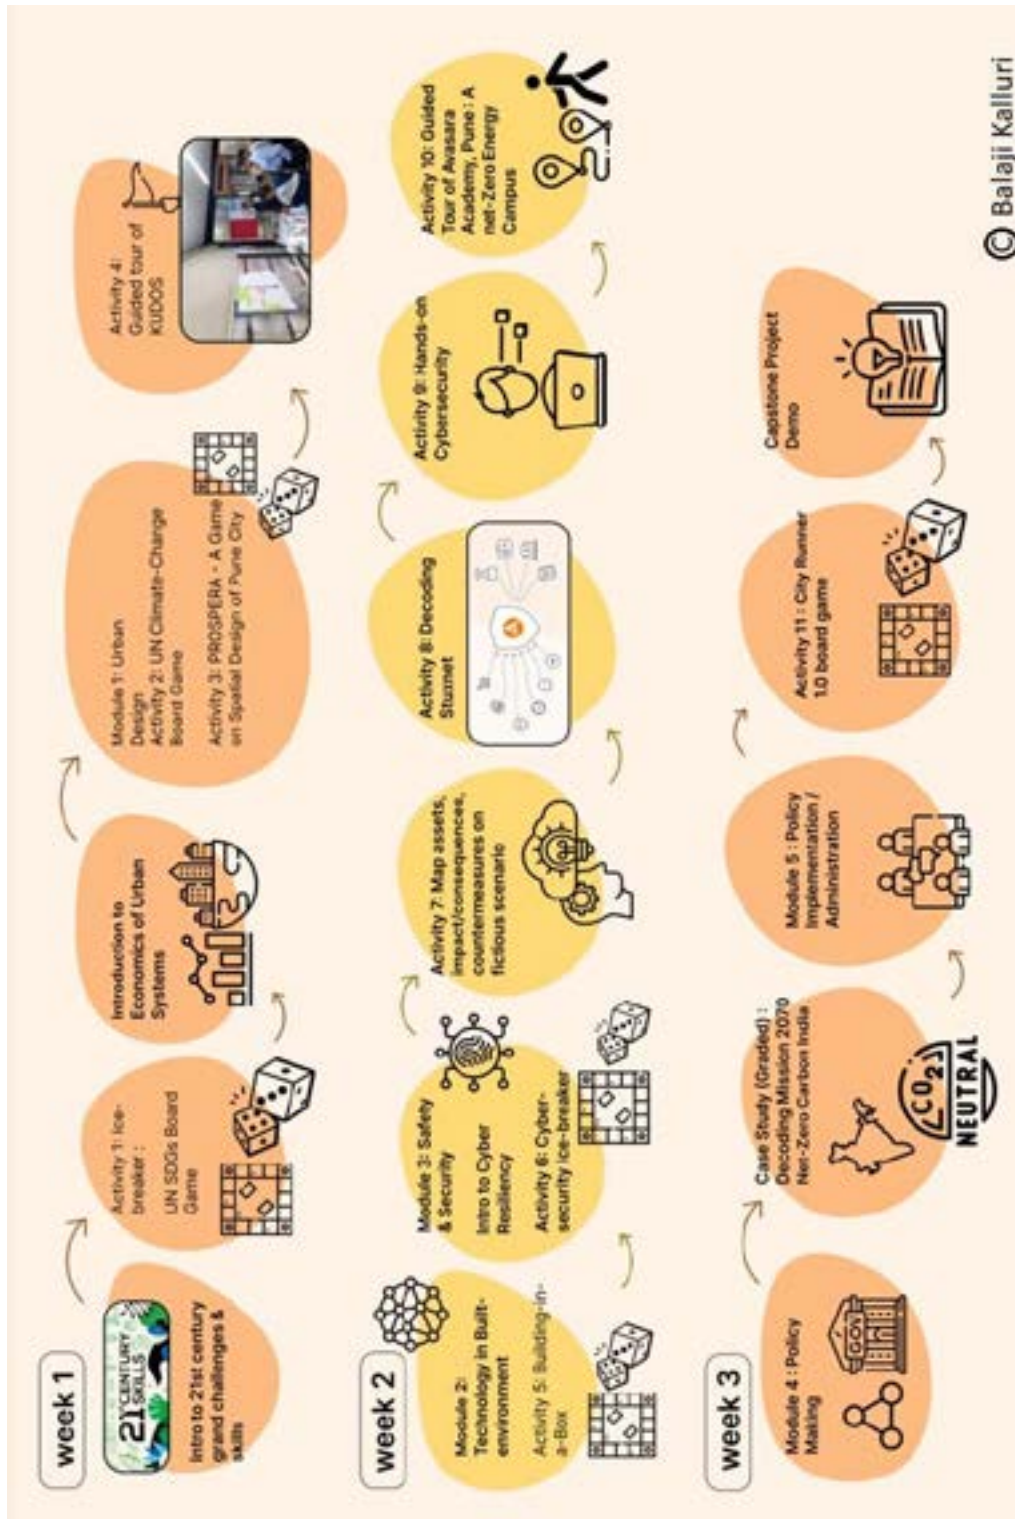 week 1
21ST CENTURY
SKILLS
Intro to 21st century
grand challenges &
skills
Activity 1: Ice-
breaker :
UN SDGs Board
Game
Introduction to
Economics of Urban
Systems
Module 1: Urban
Design
Activity 2: UN Climate-Change
Board Game
Activity 3: PROSPERA - A Game
on Spatial Design of Pune City
Activity 4:
Guided tour of
KUDOS
week 2
Module 2:
Technology in Built-
environment
Activity 5: Building-in-
a-Box
Module 3: Safety
& Security
Intro to Cyber
Resiliency
Activity 6: Cyber-
security ice-breaker
Activity 7: Map assets,
impact/consequences,
countermeasures on
fictious scenario
Activity 8: Decoding
Stuxnet
Activity 9: Hands-on
Cybersecurity
Activity 10: Guided
Tour of Avasara
Academy, Pune : A
net-Zero Energy
Campus
week 3
Module 4 : Policy
Making
GOV
Case Study (Graded) :
Decoding Mission 2070
Net-Zero Carbon India
CO2
NEUTRAL
Module 5 : Policy
Implementation /
Administration
Activity 11 : City Runner
1.0 board game
Capstone Project
Demo
© Balaji Kalluri